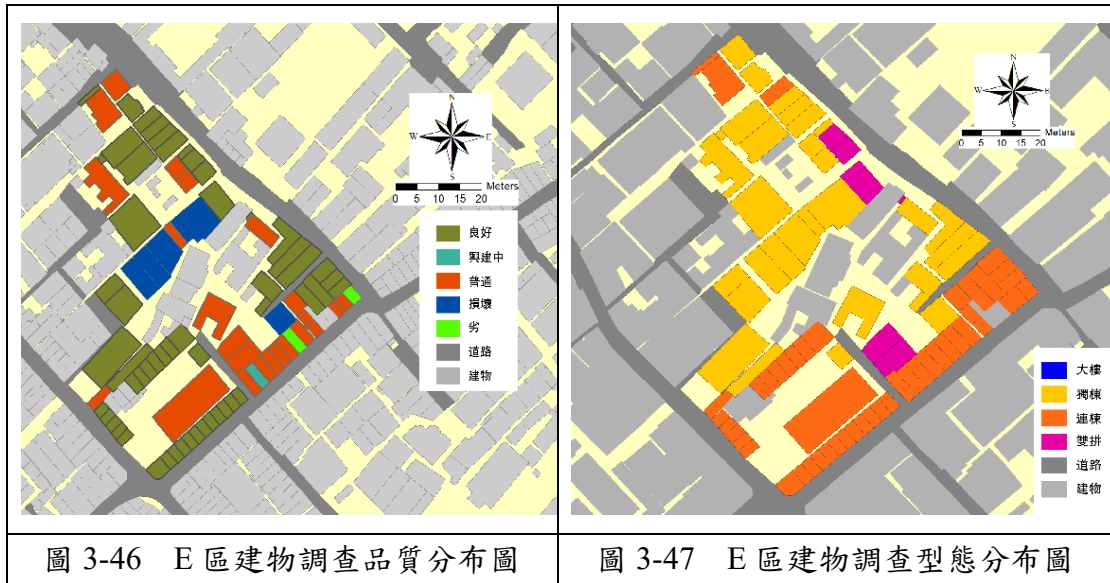 N
W E
S
Meters
0 5 10 15 20
良好
興建中
普通
損壞
劣
道路
建物
N
W E
S
Meters
0 5 10 15 20
大樓
獨棟
連棟
雙拼
道路
建物
圖 3-46 E 區建物調查品質分布圖
圖 3-47 E 區建物調查型態分布圖